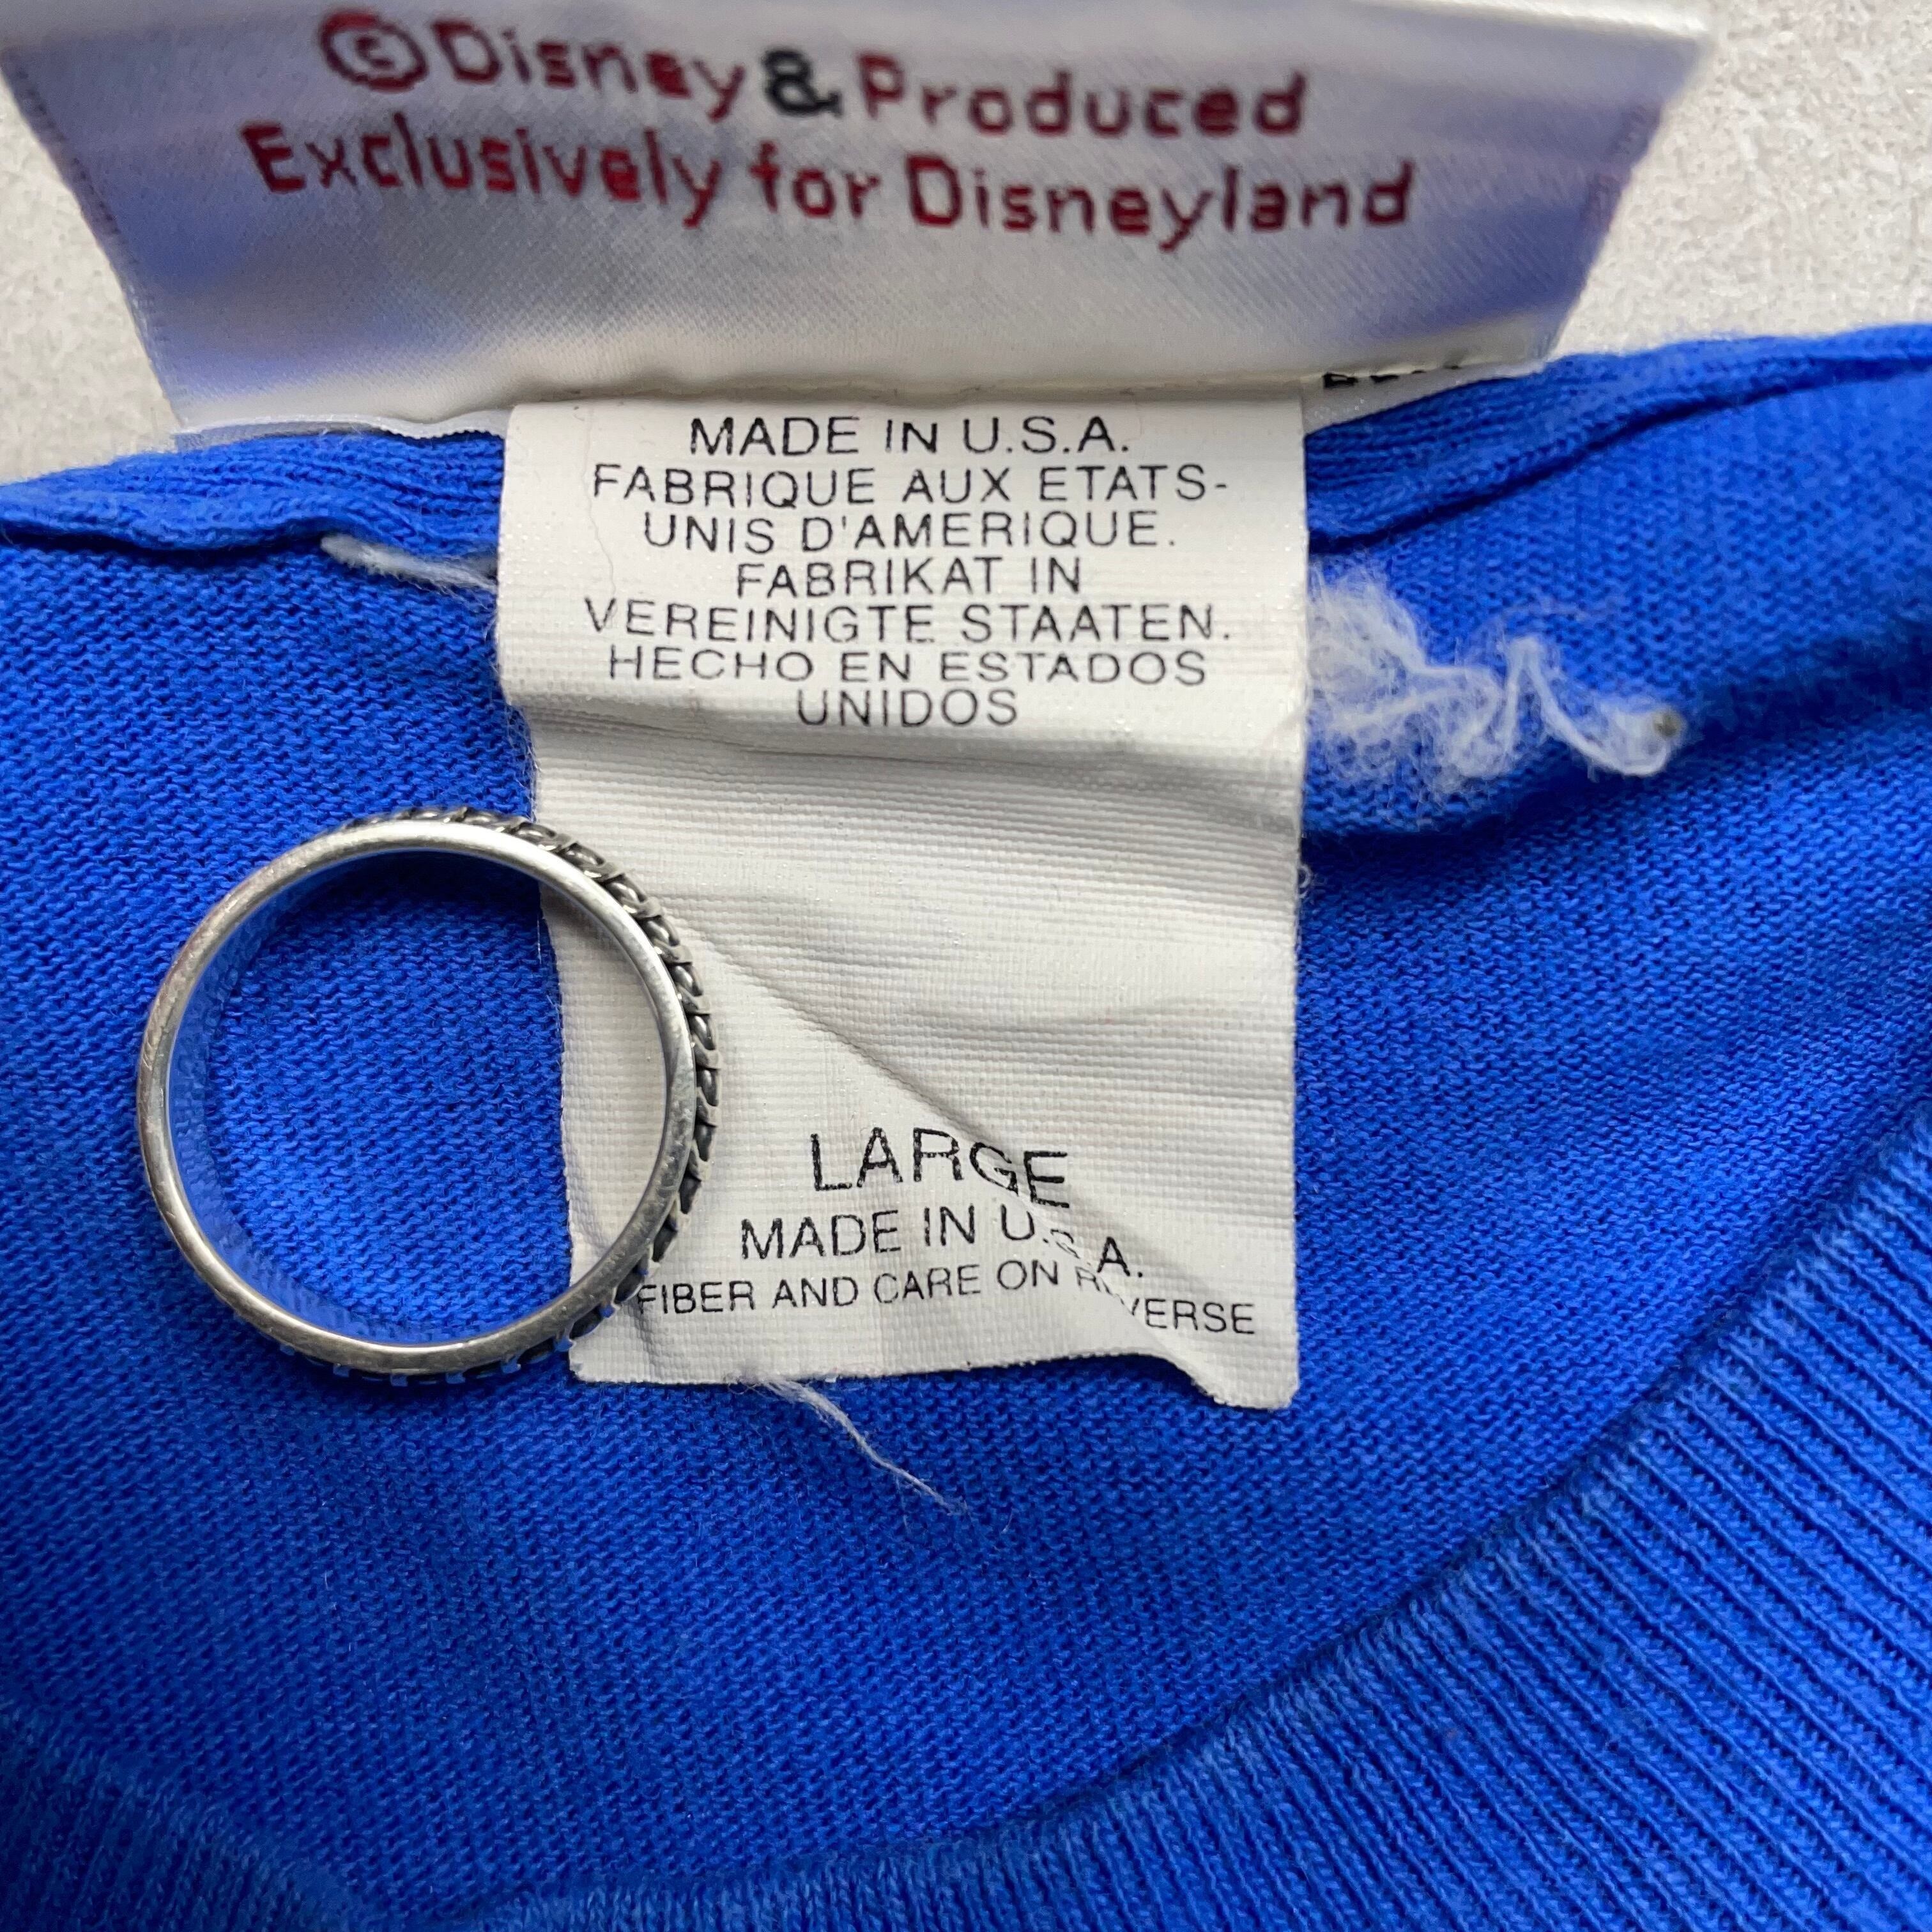 ©Disney & Produced
Exclusively for Disneyland
MADE IN U.S.A.
FABRIQUE AUX ETATS-
UNIS D'AMERIQUE.
FABRIKAT IN
VEREINIGTE STAATEN.
HECHO EN ESTADOS
UNIDOS
LARGE
MADE IN U.S.A.
FIBER AND CARE ON REVERSE